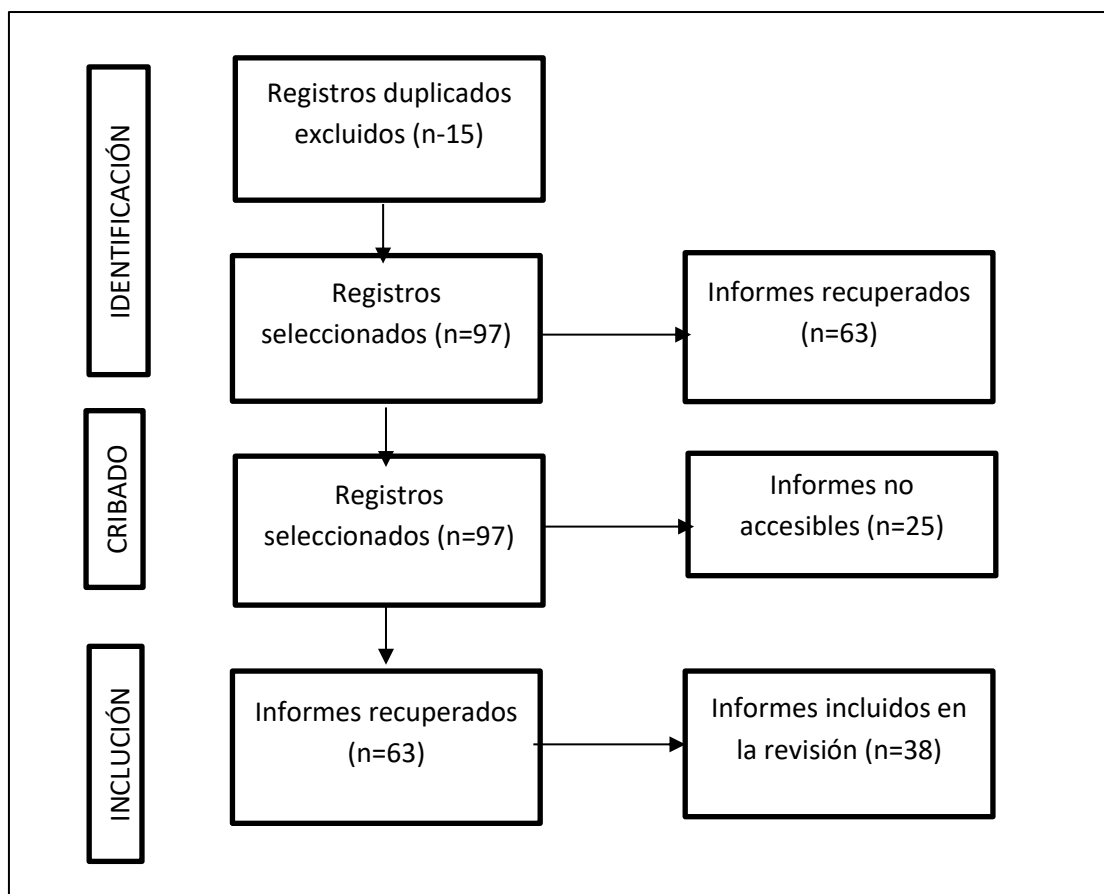 IDENTIFICACIÓN
Registros duplicados
excluidos (n-15)
Registros
seleccionados (n=97)
Informes recuperados
(n=63)
CRIBADO
Registros
seleccionados (n=97)
Informes no
accesibles (n=25)
INCLUCIÓN
Informes recuperados
(n=63)
Informes incluidos en
la revisión (n=38)